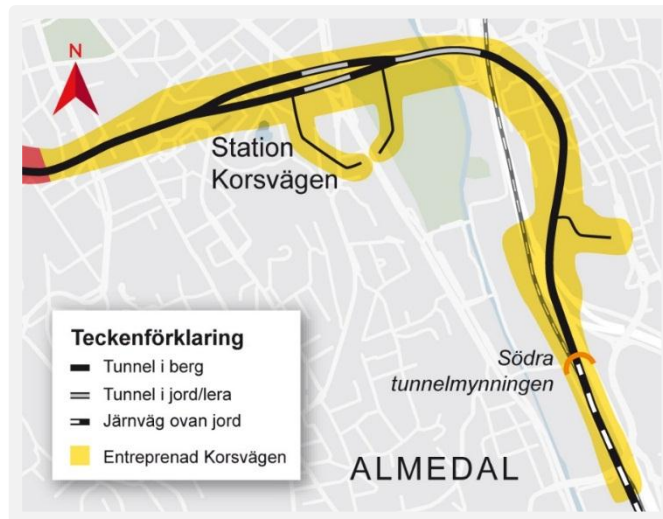 N
Station
Korsvägen
Teckenförklaring
Tunnel i berg
Tunnel i jord/lera
Järnväg ovan jord
Entreprenad Korsvägen
Södra
tunnelmynningen
ALMEDAL